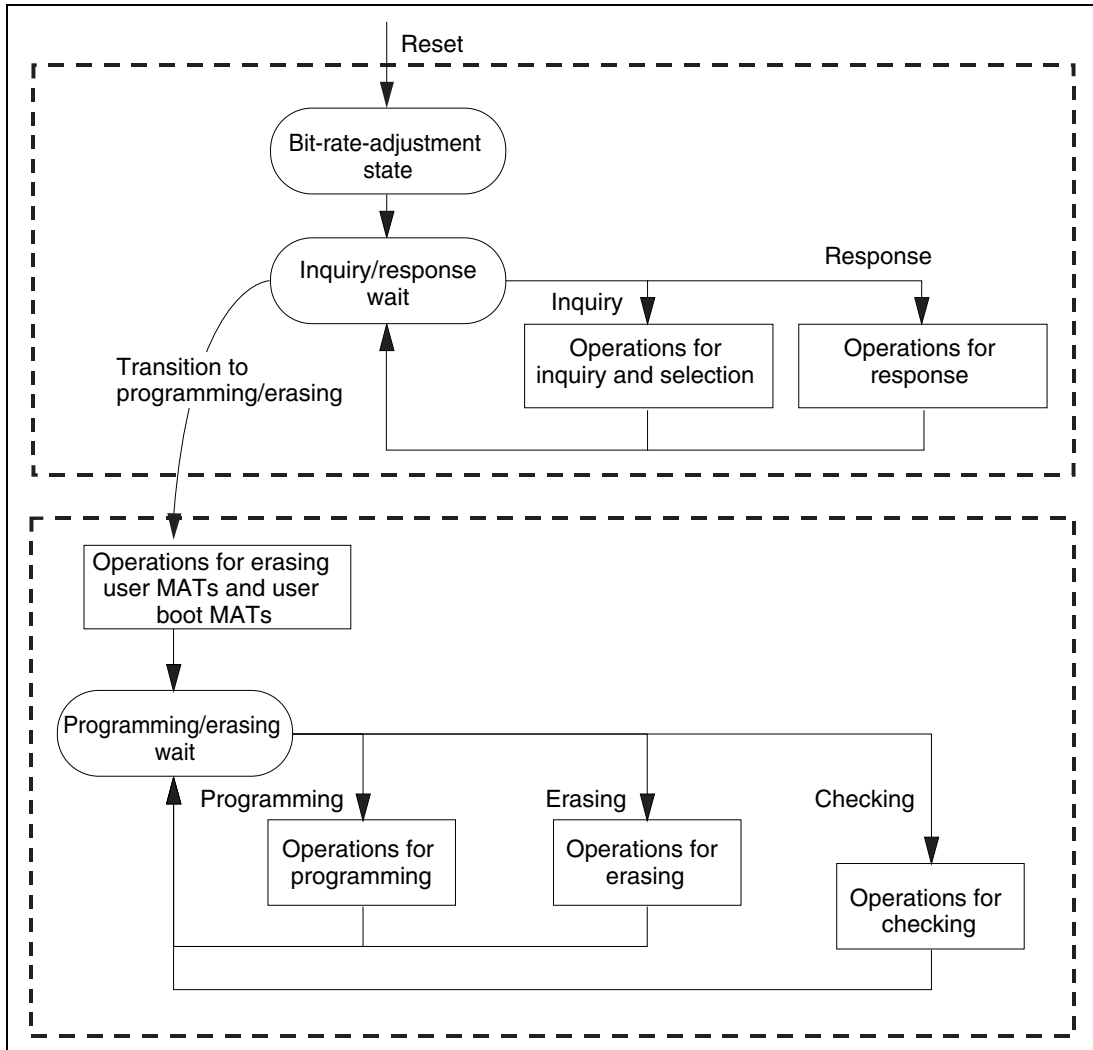 Reset
Bit-rate-adjustment
state
Inquiry/response
wait
Response
Inquiry
Operations for
inquiry and selection
Operations for
response
Transition to
programming/erasing
Operations for erasing
user MATs and user
boot MATs
Programming/erasing
wait
Programming
Erasing
Checking
Operations for
programming
Operations for
erasing
Operations for
checking